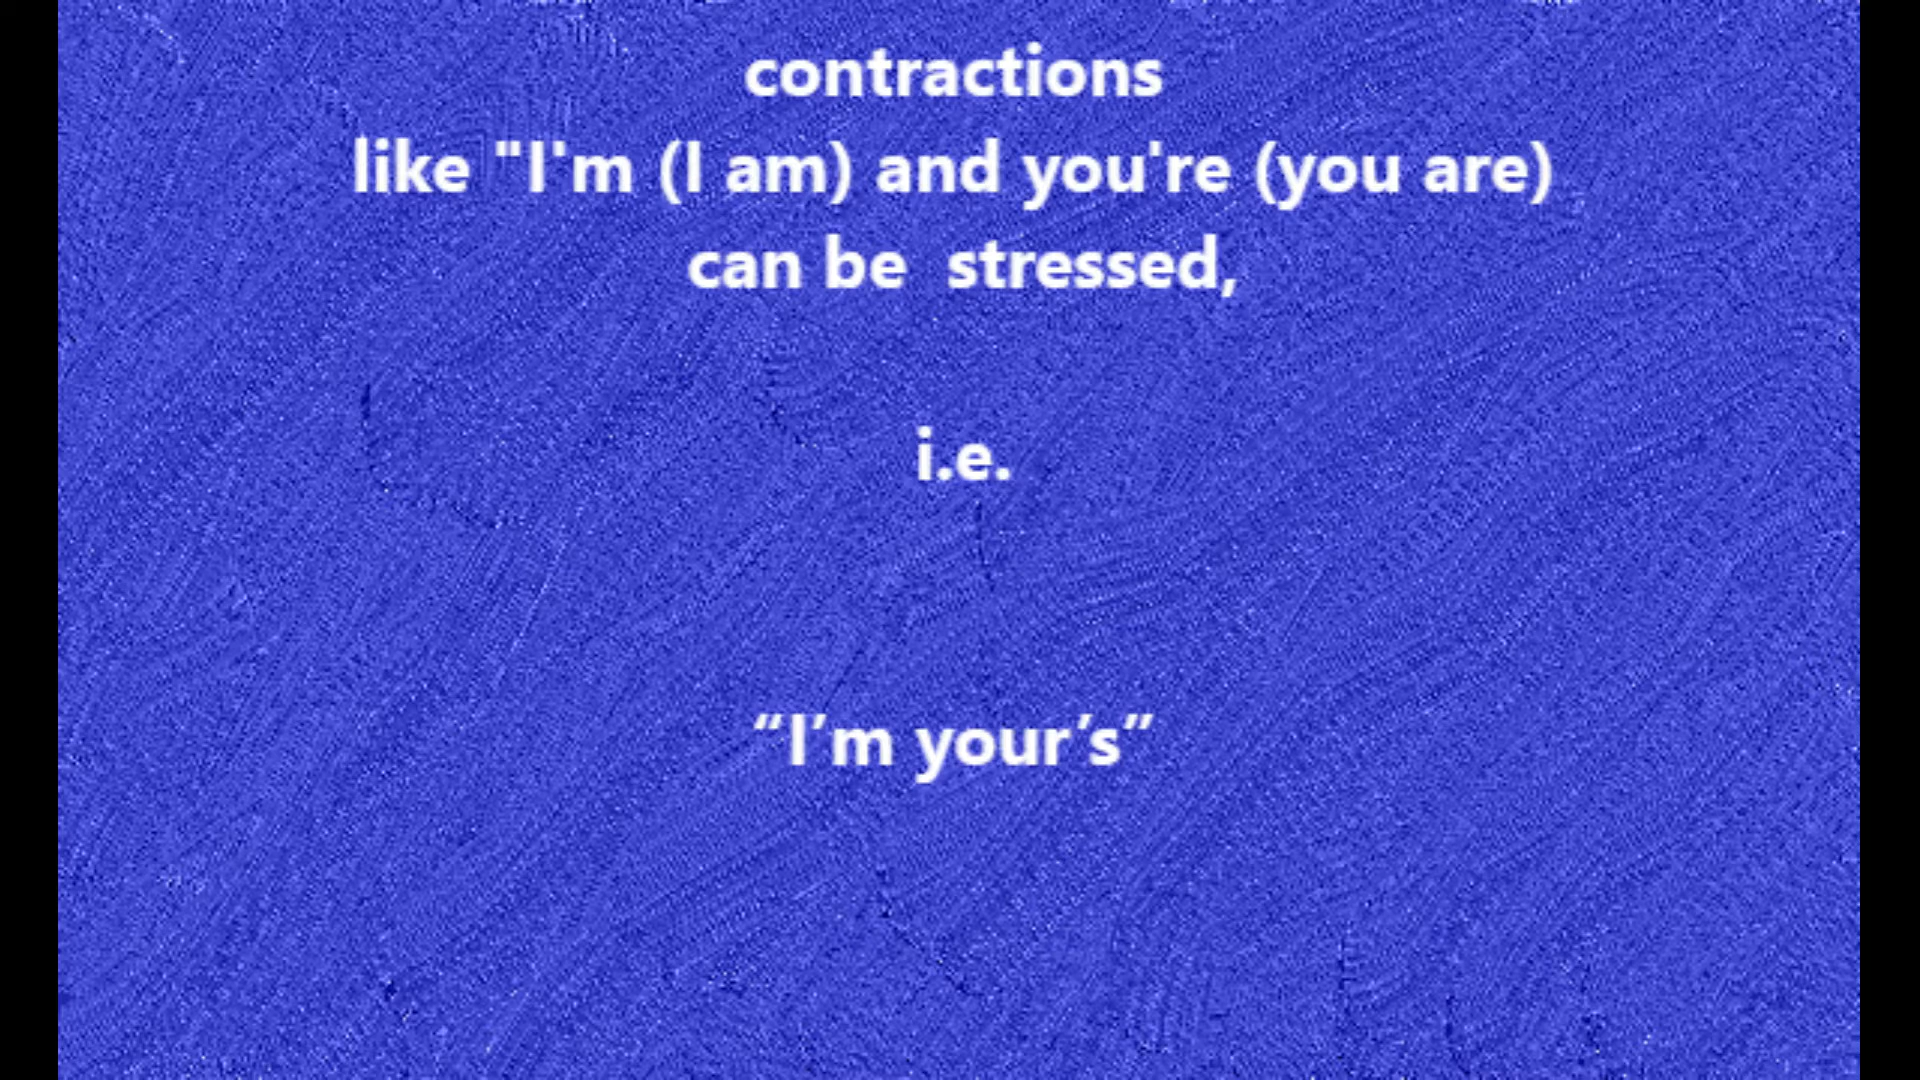 contractions
like "I'm (I am) and you're (you are)
can be  stressed,
i.e.
“I’m your’s”